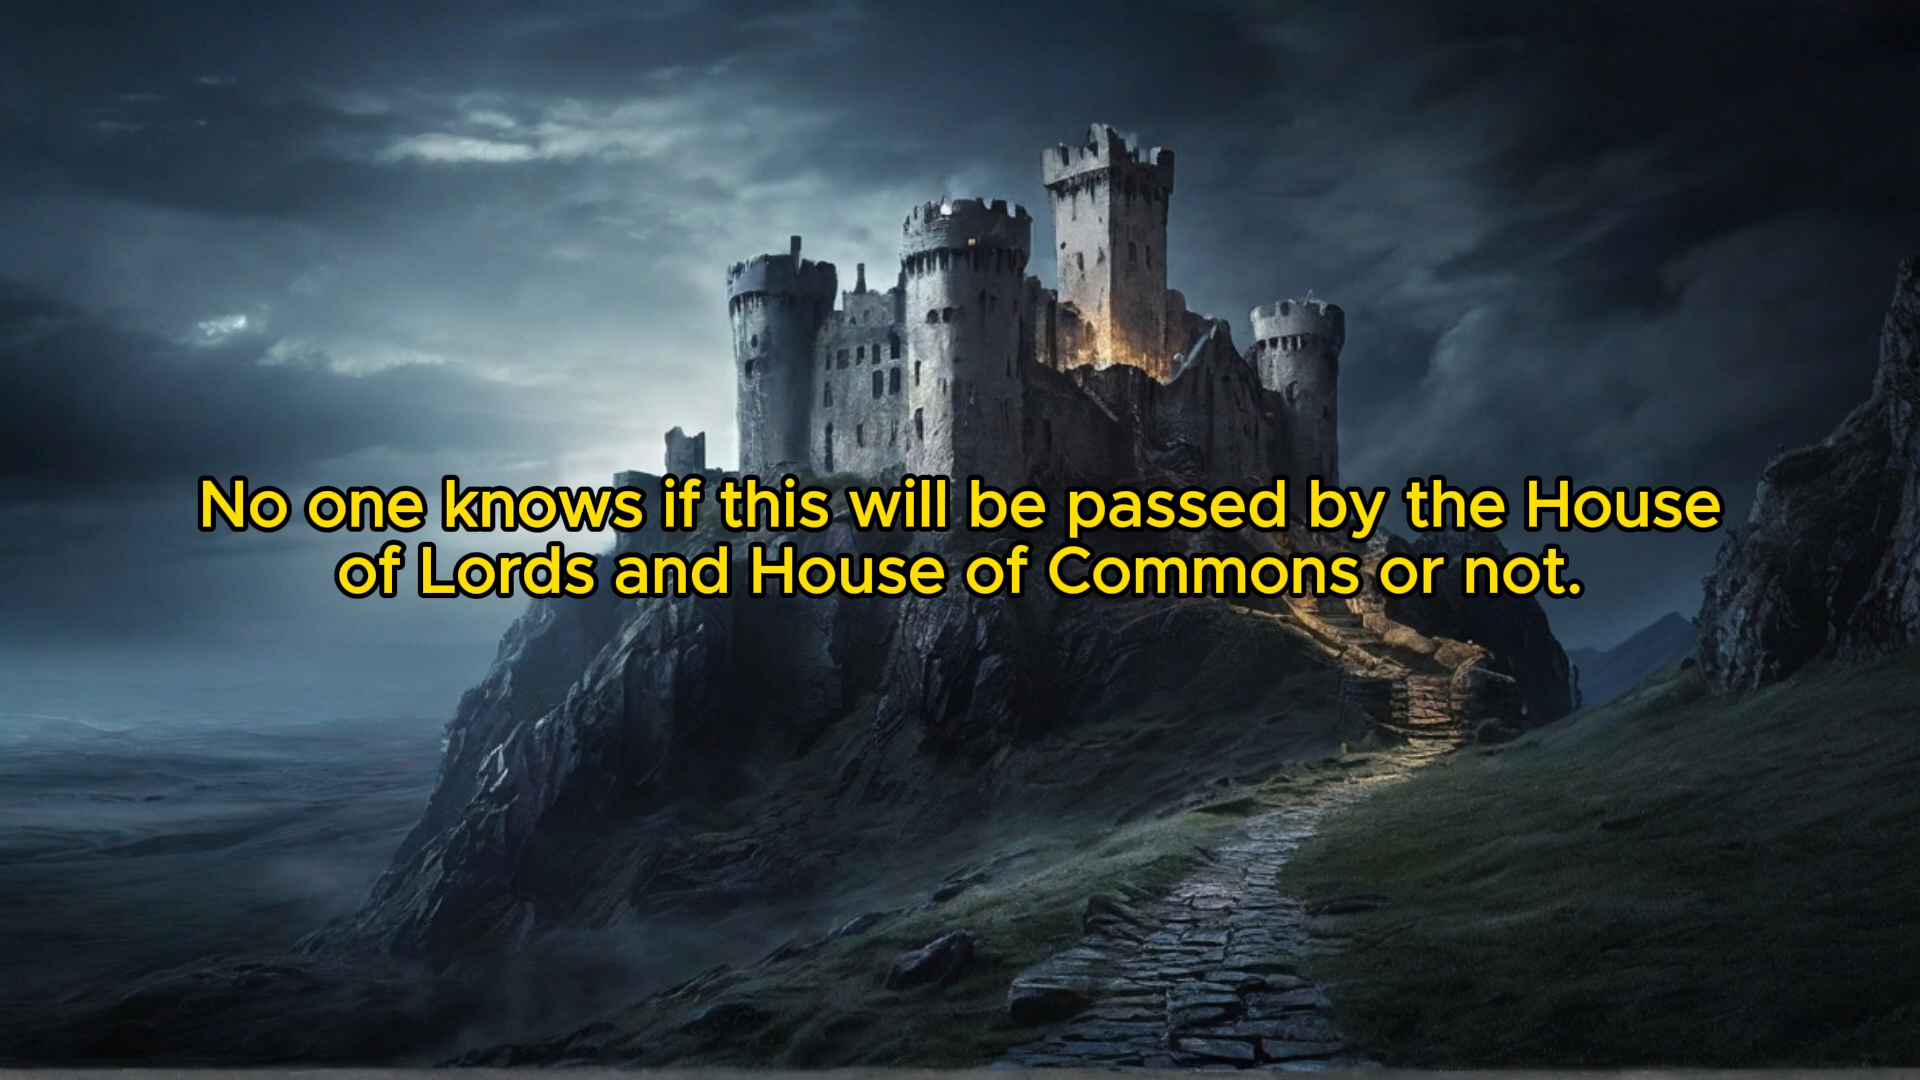 No one knows if this will be passed by the House
of Lords and House of Commons or not.